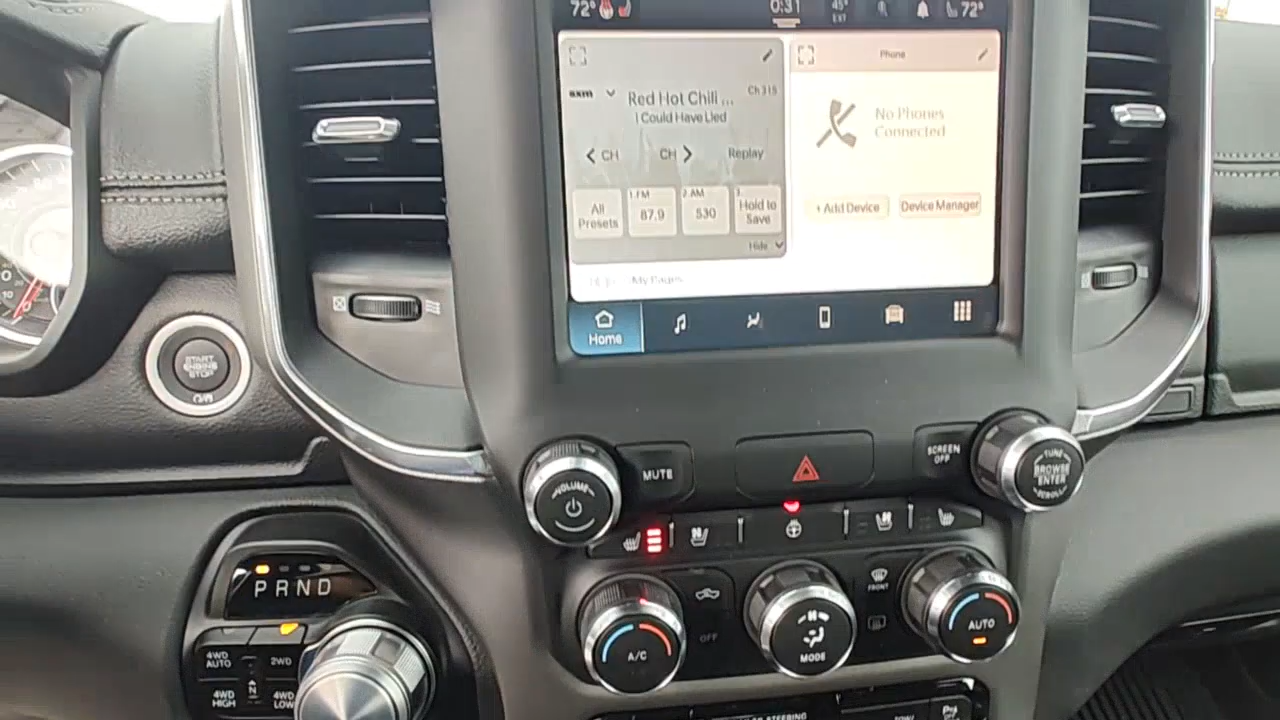 72°
0:31
45°
EXT
72°
sxm
Ch 315
Red Hot Chili ...
I Could Have Lied
CH
CH
Replay
All
Presets
1 FM
87.9
2 AM
530
Hold to
Save
Hide
My Pages
Phone
No Phones
Connected
+ Add Device
Device Manager
Home
START
ENGINE
STOP
MUTE
SCREEN
OFF
VOLUME
TUNE
BROWSE
ENTER
SCROLL
P R N D
4WD
AUTO
2WD
N
4WD
HIGH
4WD
LOW
A/C
OFF
MODE
FRONT
AUTO